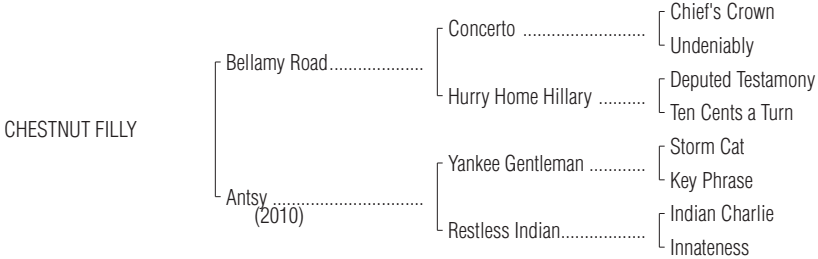 Chief's Crown
Concerto ..........................
Undeniably
Bellamy Road....................
Deputed Testamony
Hurry Home Hillary ..........
Ten Cents a Turn
CHESTNUT FILLY
Storm Cat
Yankee Gentleman ............
Key Phrase
Antsy ................................
(2010)
Indian Charlie
Restless Indian..................
Innateness